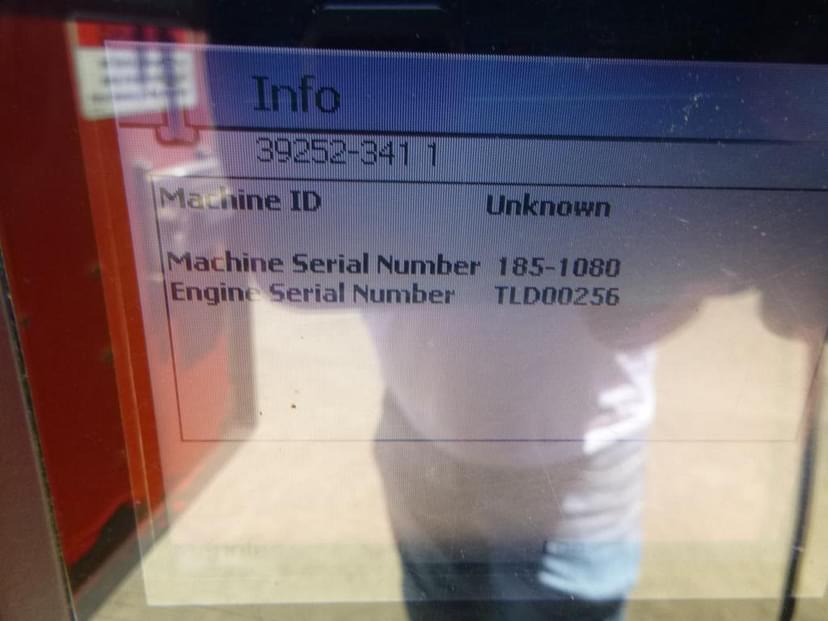 Info
39252-341 1
Machine ID Unknown
Machine Serial Number 185-1080
Engine Serial Number TLD00256